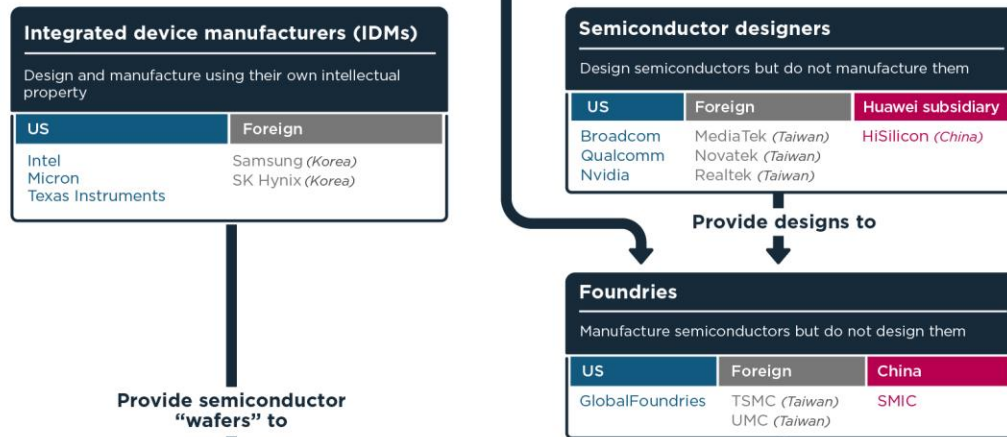 Integrated device manufacturers (IDMs)
Design and manufacture using their own intellectual
property
US
Foreign
Intel
Micron
Texas Instruments
Samsung (Korea)
SK Hynix (Korea)
Provide semiconductor
“wafers” to
Semiconductor designers
Design semiconductors but do not manufacture them
US
Foreign
Huawei subsidiary
Broadcom
Qualcomm
Nvidia
MediaTek (Taiwan)
Novatek (Taiwan)
Realtek (Taiwan)
HiSilicon (China)
Provide designs to
Foundries
Manufacture semiconductors but do not design them
US
Foreign
China
GlobalFoundries
TSMC (Taiwan)
UMC (Taiwan)
SMIC